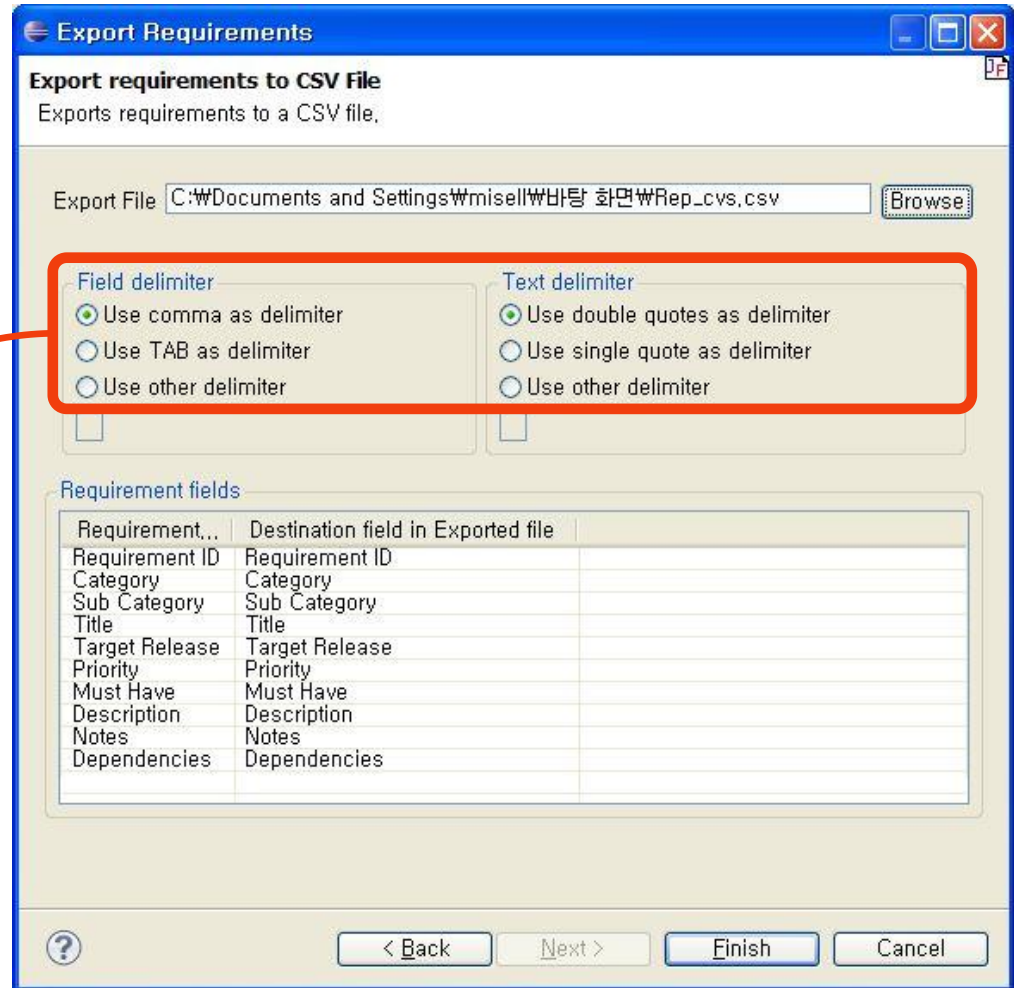 Export Requirements
Export requirements to CSV File
Exports requirements to a CSV file.
Export File C:₩Documents and Settings₩misell₩바탕 화면₩Rep_cvs.csv Browse
Field delimiter Text delimiter
Use comma as delimiter Use double quotes as delimiter
Use TAB as delimiter Use single quote as delimiter
Use other delimiter Use other delimiter
Requirement fields
Requirement... Destination field in Exported file
Requirement ID Requirement ID
Category Category
Sub Category Sub Category
Title Title
Target Release Target Release
Priority Priority
Must Have Must Have
Description Description
Notes Notes
Dependencies Dependencies
? < Back Next > Finish Cancel